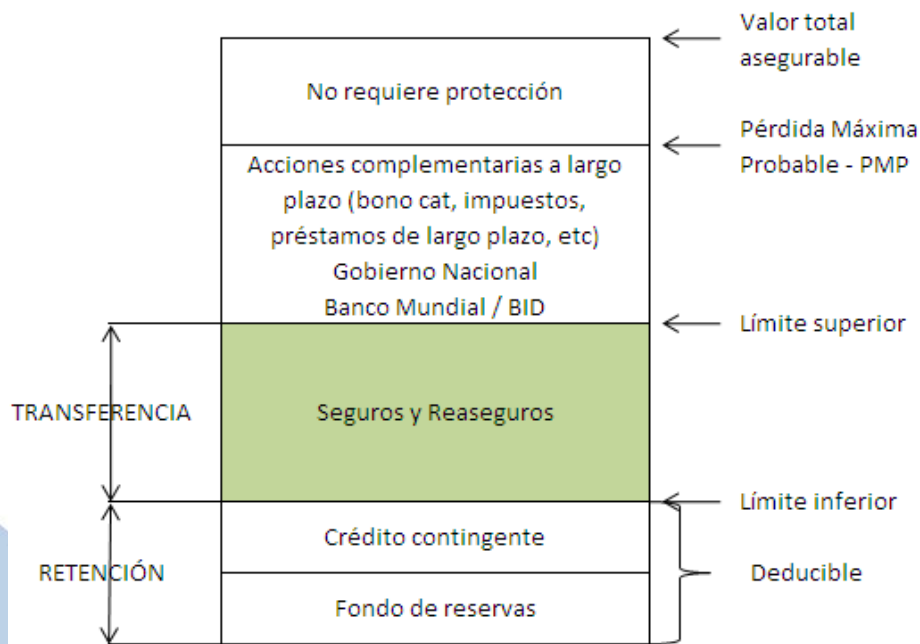 Valor total
asegurable
No requiere protección
Pérdida Máxima
Probable - PMP
Acciones complementarias a largo
plazo (bono cat, impuestos,
préstamos de largo plazo, etc)
Gobierno Nacional
Banco Mundial / BID
Límite superior
TRANSFERENCIA
Seguros y Reaseguros
Límite inferior
Crédito contingente
RETENCIÓN
Deducible
Fondo de reservas